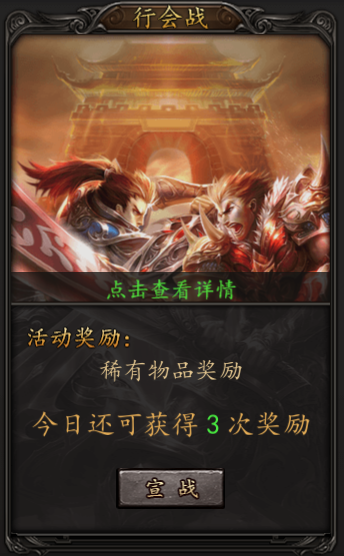 行会战
点击查看详情
活动奖励：
稀有物品奖励
今日还可获得 3 次奖励
宣 战